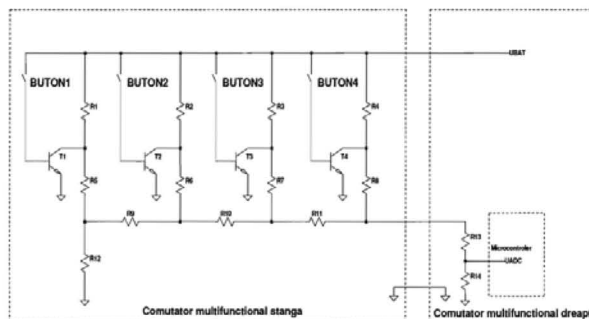 UBAT
BUTON1 BUTON2 BUTON3 BUTON4
R1 R2 R3 R4
T1 T2 T3 T4
R5 R6 R7 R8
R9 R10 R11
R12 R13
Microcontroler
UADC
R14
Comutator multifunctional stanga
Comutator multifunctional dreapt